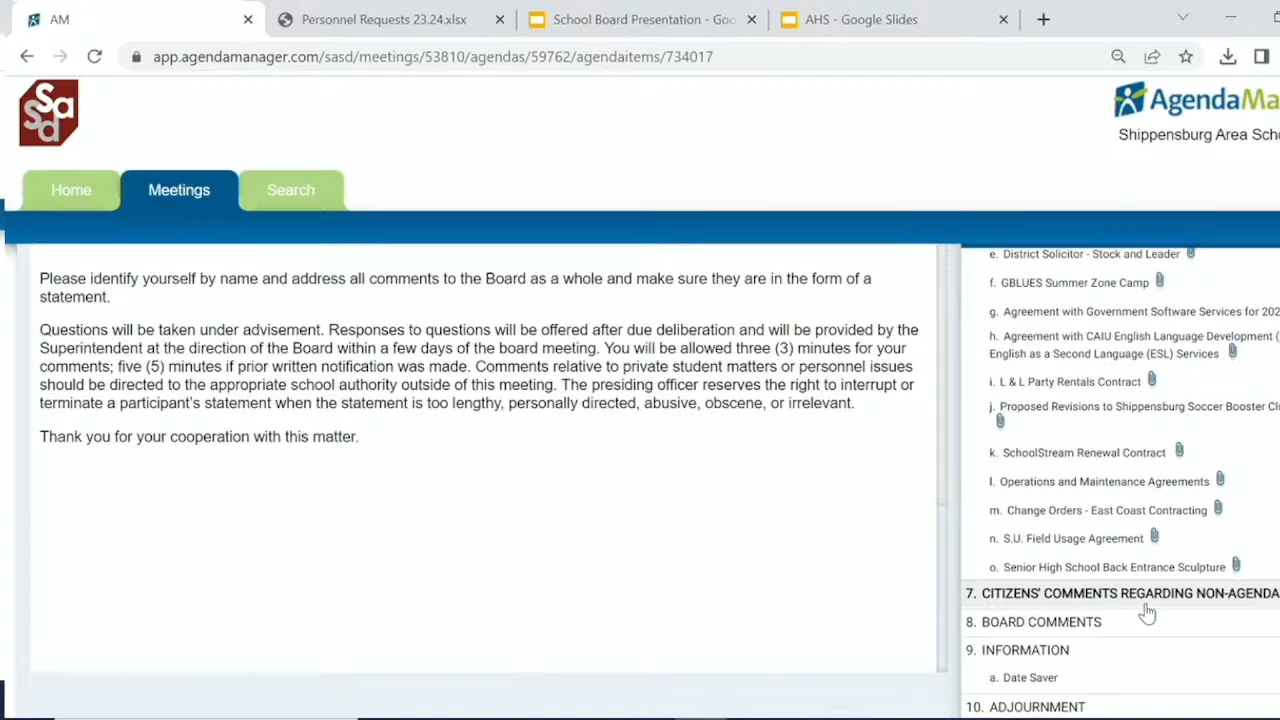 AM
Personnel Requests 23.24.xlsx
School Board Presentation - Goo
AHS - Google Slides
app.agendamanager.com/sasd/meetings/53810/agendas/59762/agendaitems/734017
Sasd
AgendaMa
Shippensburg Area Scho
Home
Meetings
Search
Please identify yourself by name and address all comments to the Board as a whole and make sure they are in the form of a
statement.
Questions will be taken under advisement. Responses to questions will be offered after due deliberation and will be provided by the
Superintendent at the direction of the Board within a few days of the board meeting. You will be allowed three (3) minutes for your
comments; five (5) minutes if prior written notification was made. Comments relative to private student matters or personnel issues
should be directed to the appropriate school authority outside of this meeting. The presiding officer reserves the right to interrupt or
terminate a participant's statement when the statement is too lengthy, personally directed, abusive, obscene, or irrelevant.
Thank you for your cooperation with this matter.
e. District Solicitor - Stock and Leader
f. GBLUES Summer Zone Camp
g. Agreement with Government Software Services for 202
h. Agreement with CAIU English Language Development (
English as a Second Language (ESL) Services
i. L & L Party Rentals Contract
j. Proposed Revisions to Shippensburg Soccer Booster Clu
k. SchoolStream Renewal Contract
l. Operations and Maintenance Agreements
m. Change Orders - East Coast Contracting
n. S.U. Field Usage Agreement
o. Senior High School Back Entrance Sculpture
7. CITIZENS' COMMENTS REGARDING NON-AGENDA
8. BOARD COMMENTS
9. INFORMATION
a. Date Saver
10. ADJOURNMENT